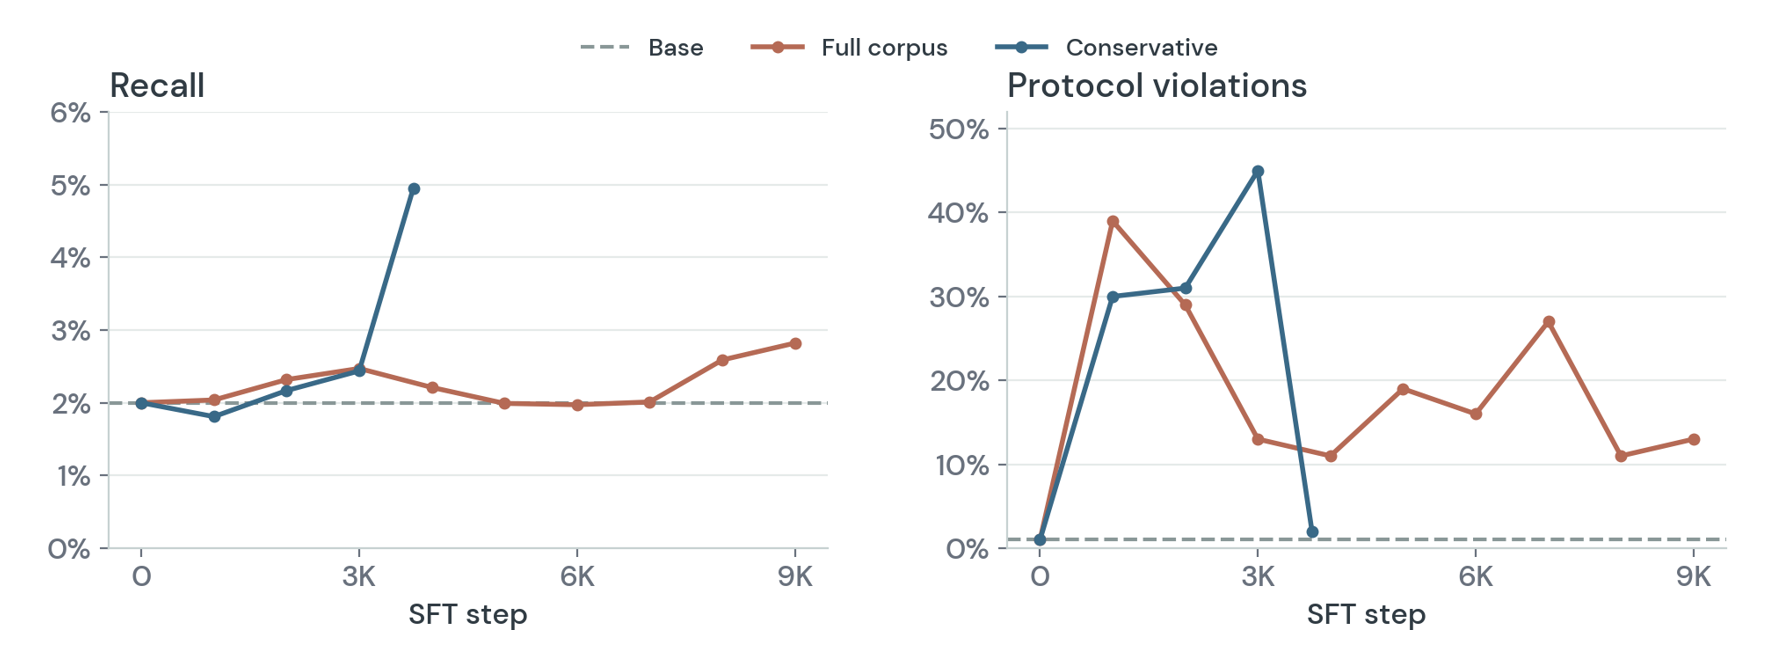 Base Full corpus Conservative
Recall
6%
5%
4%
3%
2%
1%
0%
0 3K 6K 9K
SFT step
Protocol violations
50%
40%
30%
20%
10%
0%
0 3K 6K 9K
SFT step